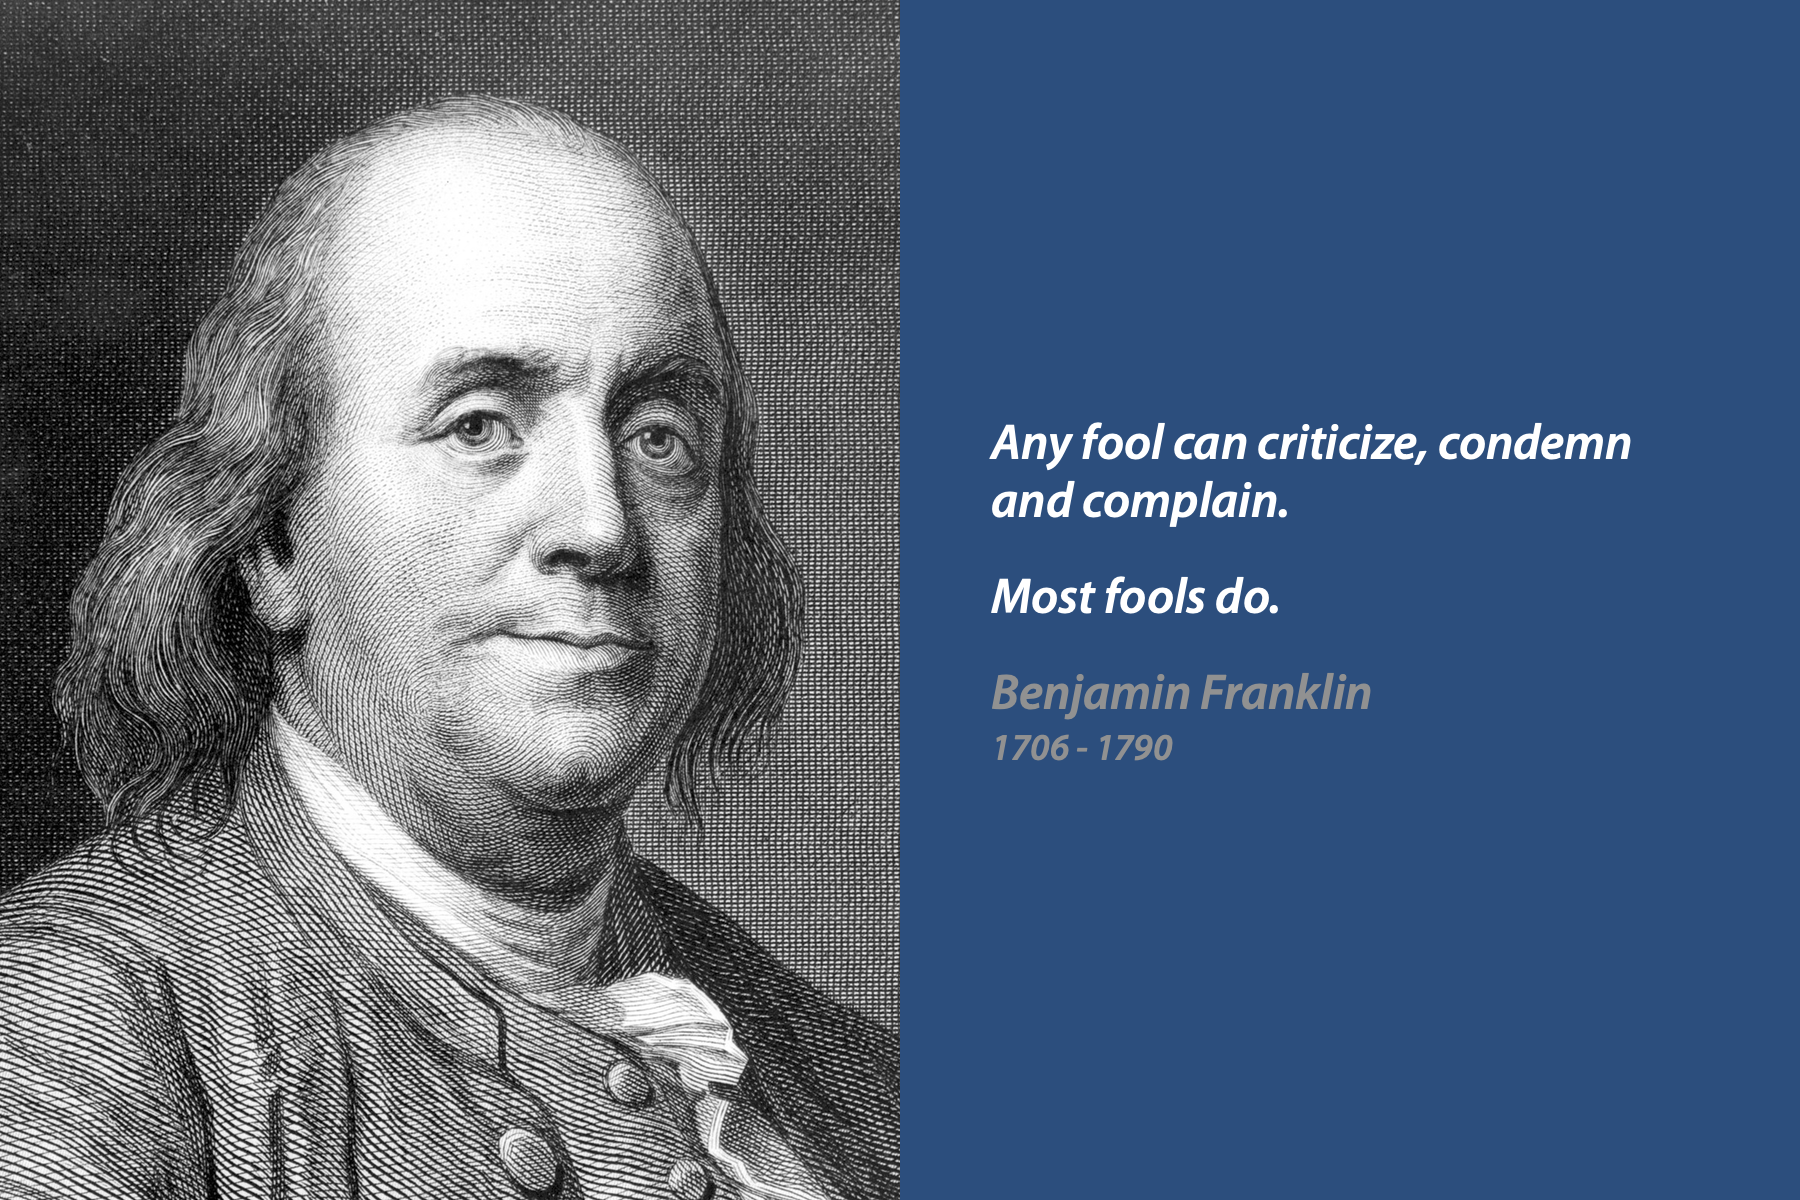 Any fool can criticize, condemn
and complain.
Most fools do.
Benjamin Franklin
1706 - 1790